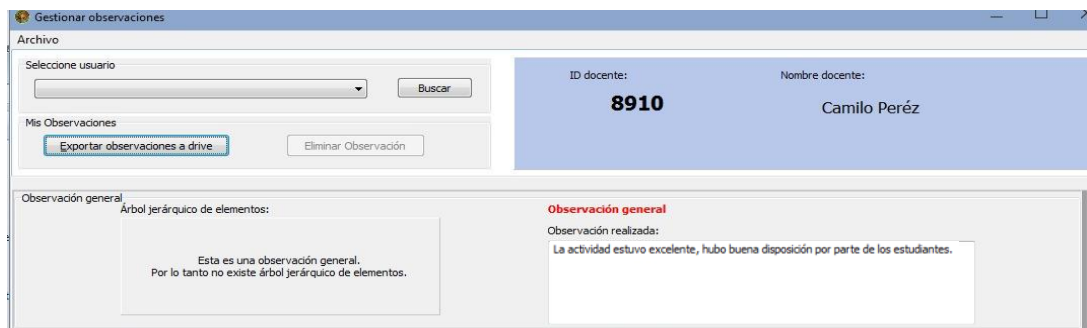 Gestionar observaciones
Archivo
Seleccione usuario
Buscar
Mis Observaciones
Exportar observaciones a drive
Eliminar Observación
ID docente:
8910
Nombre docente:
Camilo Peréz
Observación general
Árbol jerárquico de elementos:
Esta es una observación general.
Por lo tanto no existe árbol jerárquico de elementos.
Observación general
Observación realizada:
La actividad estuvo excelente, hubo buena disposición por parte de los estudiantes.